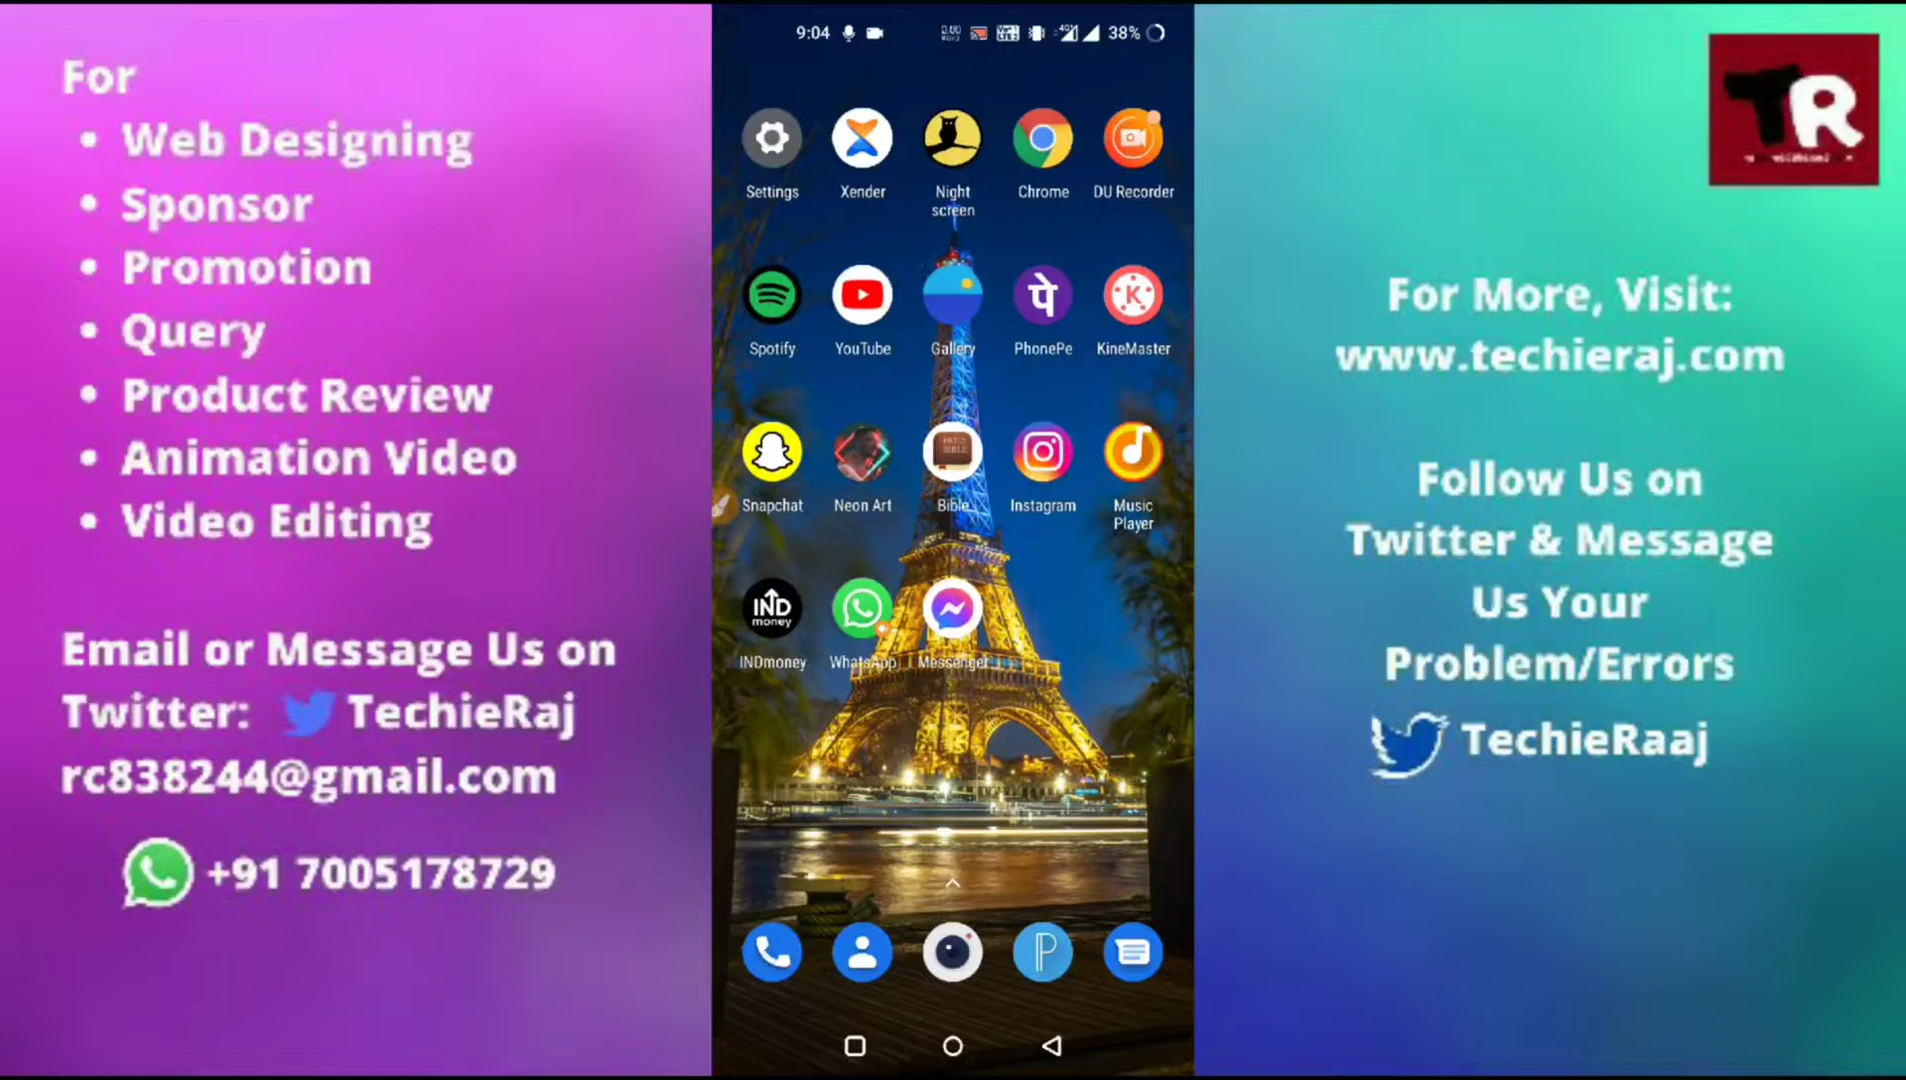 For
• Web Designing
• Sponsor
• Promotion
• Query
• Product Review
• Animation Video
• Video Editing
Email or Message Us on
Twitter: TechieRaj
rc838244@gmail.com
+91 7005178729
9:04
38%
Settings
Xender
Night
screen
Chrome
DU Recorder
Spotify
YouTube
Gallery
पे
PhonePe
K
KineMaster
Snapchat
Neon Art
HOLY
BIBLE
Bible
Instagram
Music
Player
IND
money
INDmoney
WhatsApp
Messenger
P
TR
For More, Visit:
www.techieraj.com
Follow Us on
Twitter & Message
Us Your
Problem/Errors
TechieRaaj